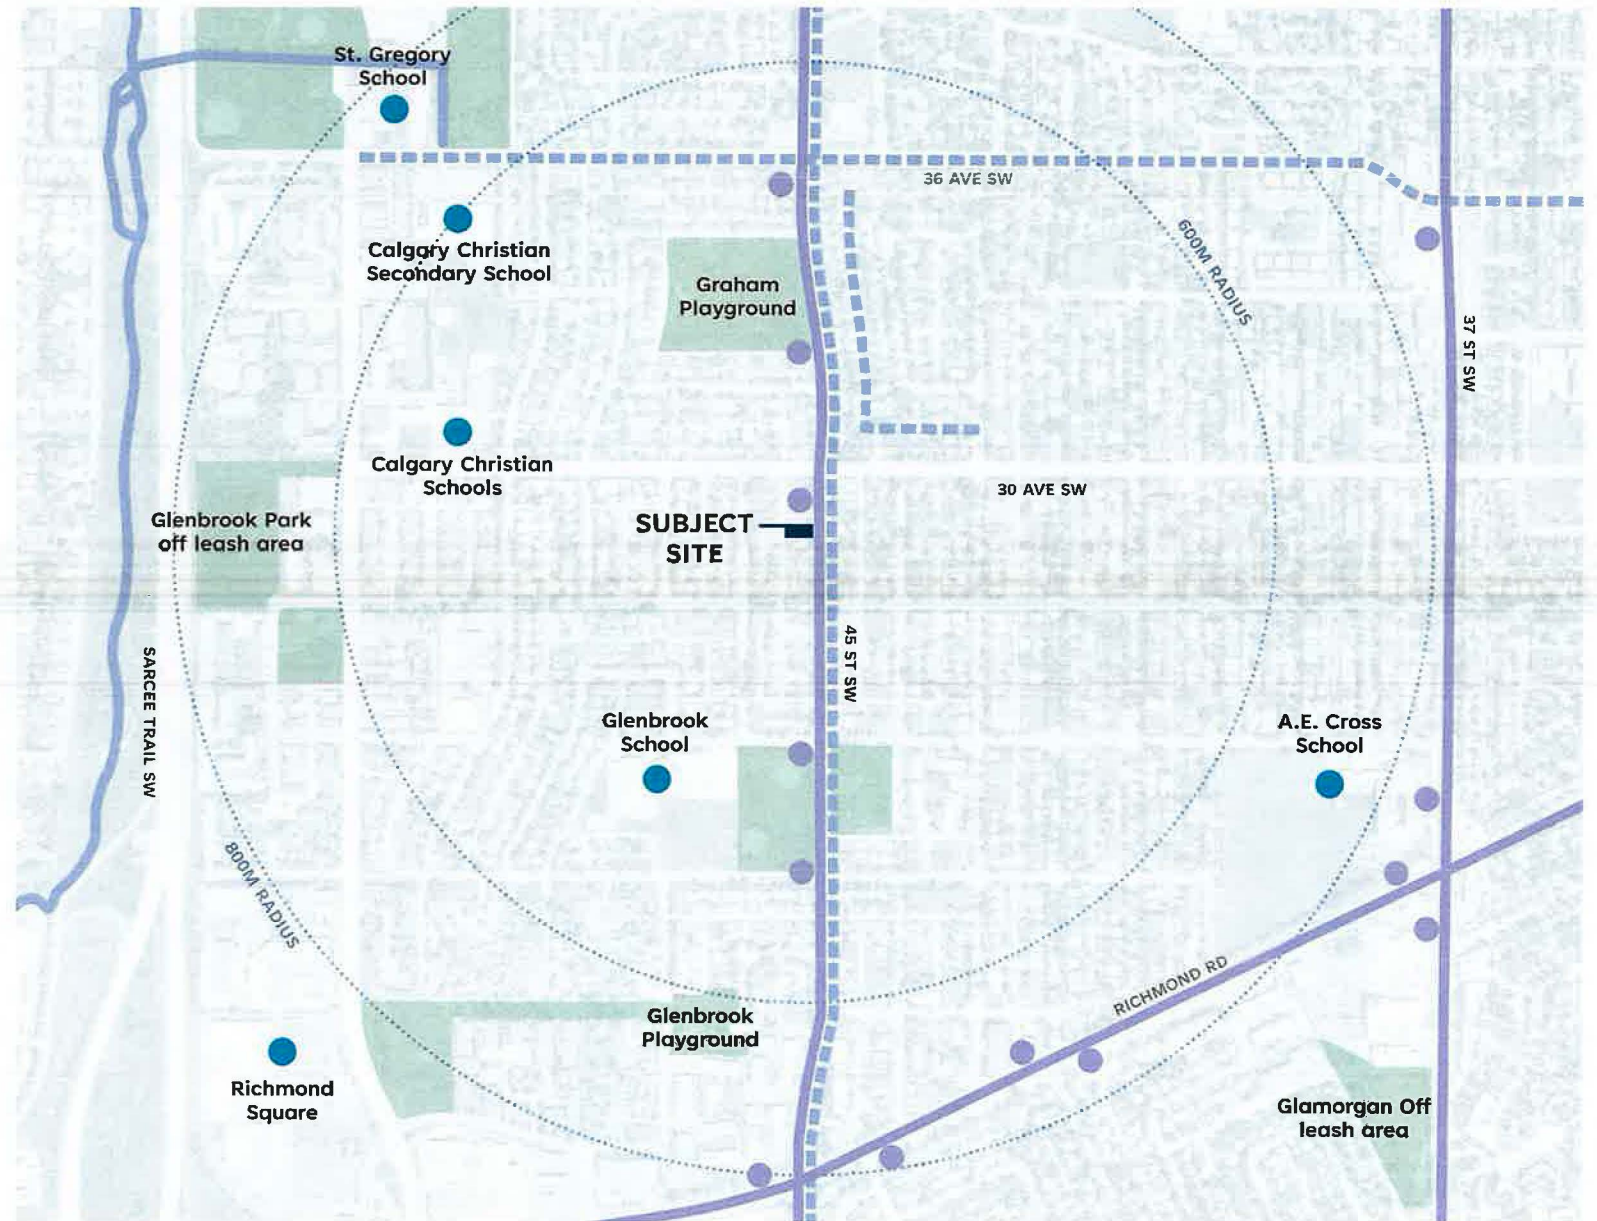 St. Gregory
School
36 AVE SW
Calgary Christian
Secondary School
600M RADIUS
Graham
Playground
37 ST SW
Calgary Christian
Schools
30 AVE SW
Glenbrook Park
off leash area
SUBJECT
SITE
45 ST SW
SARCEE TRAIL SW
Glenbrook
School
A.E. Cross
School
800M RADIUS
RICHMOND RD
Glenbrook
Playground
Richmond
Square
Glamorgan Off
leash area